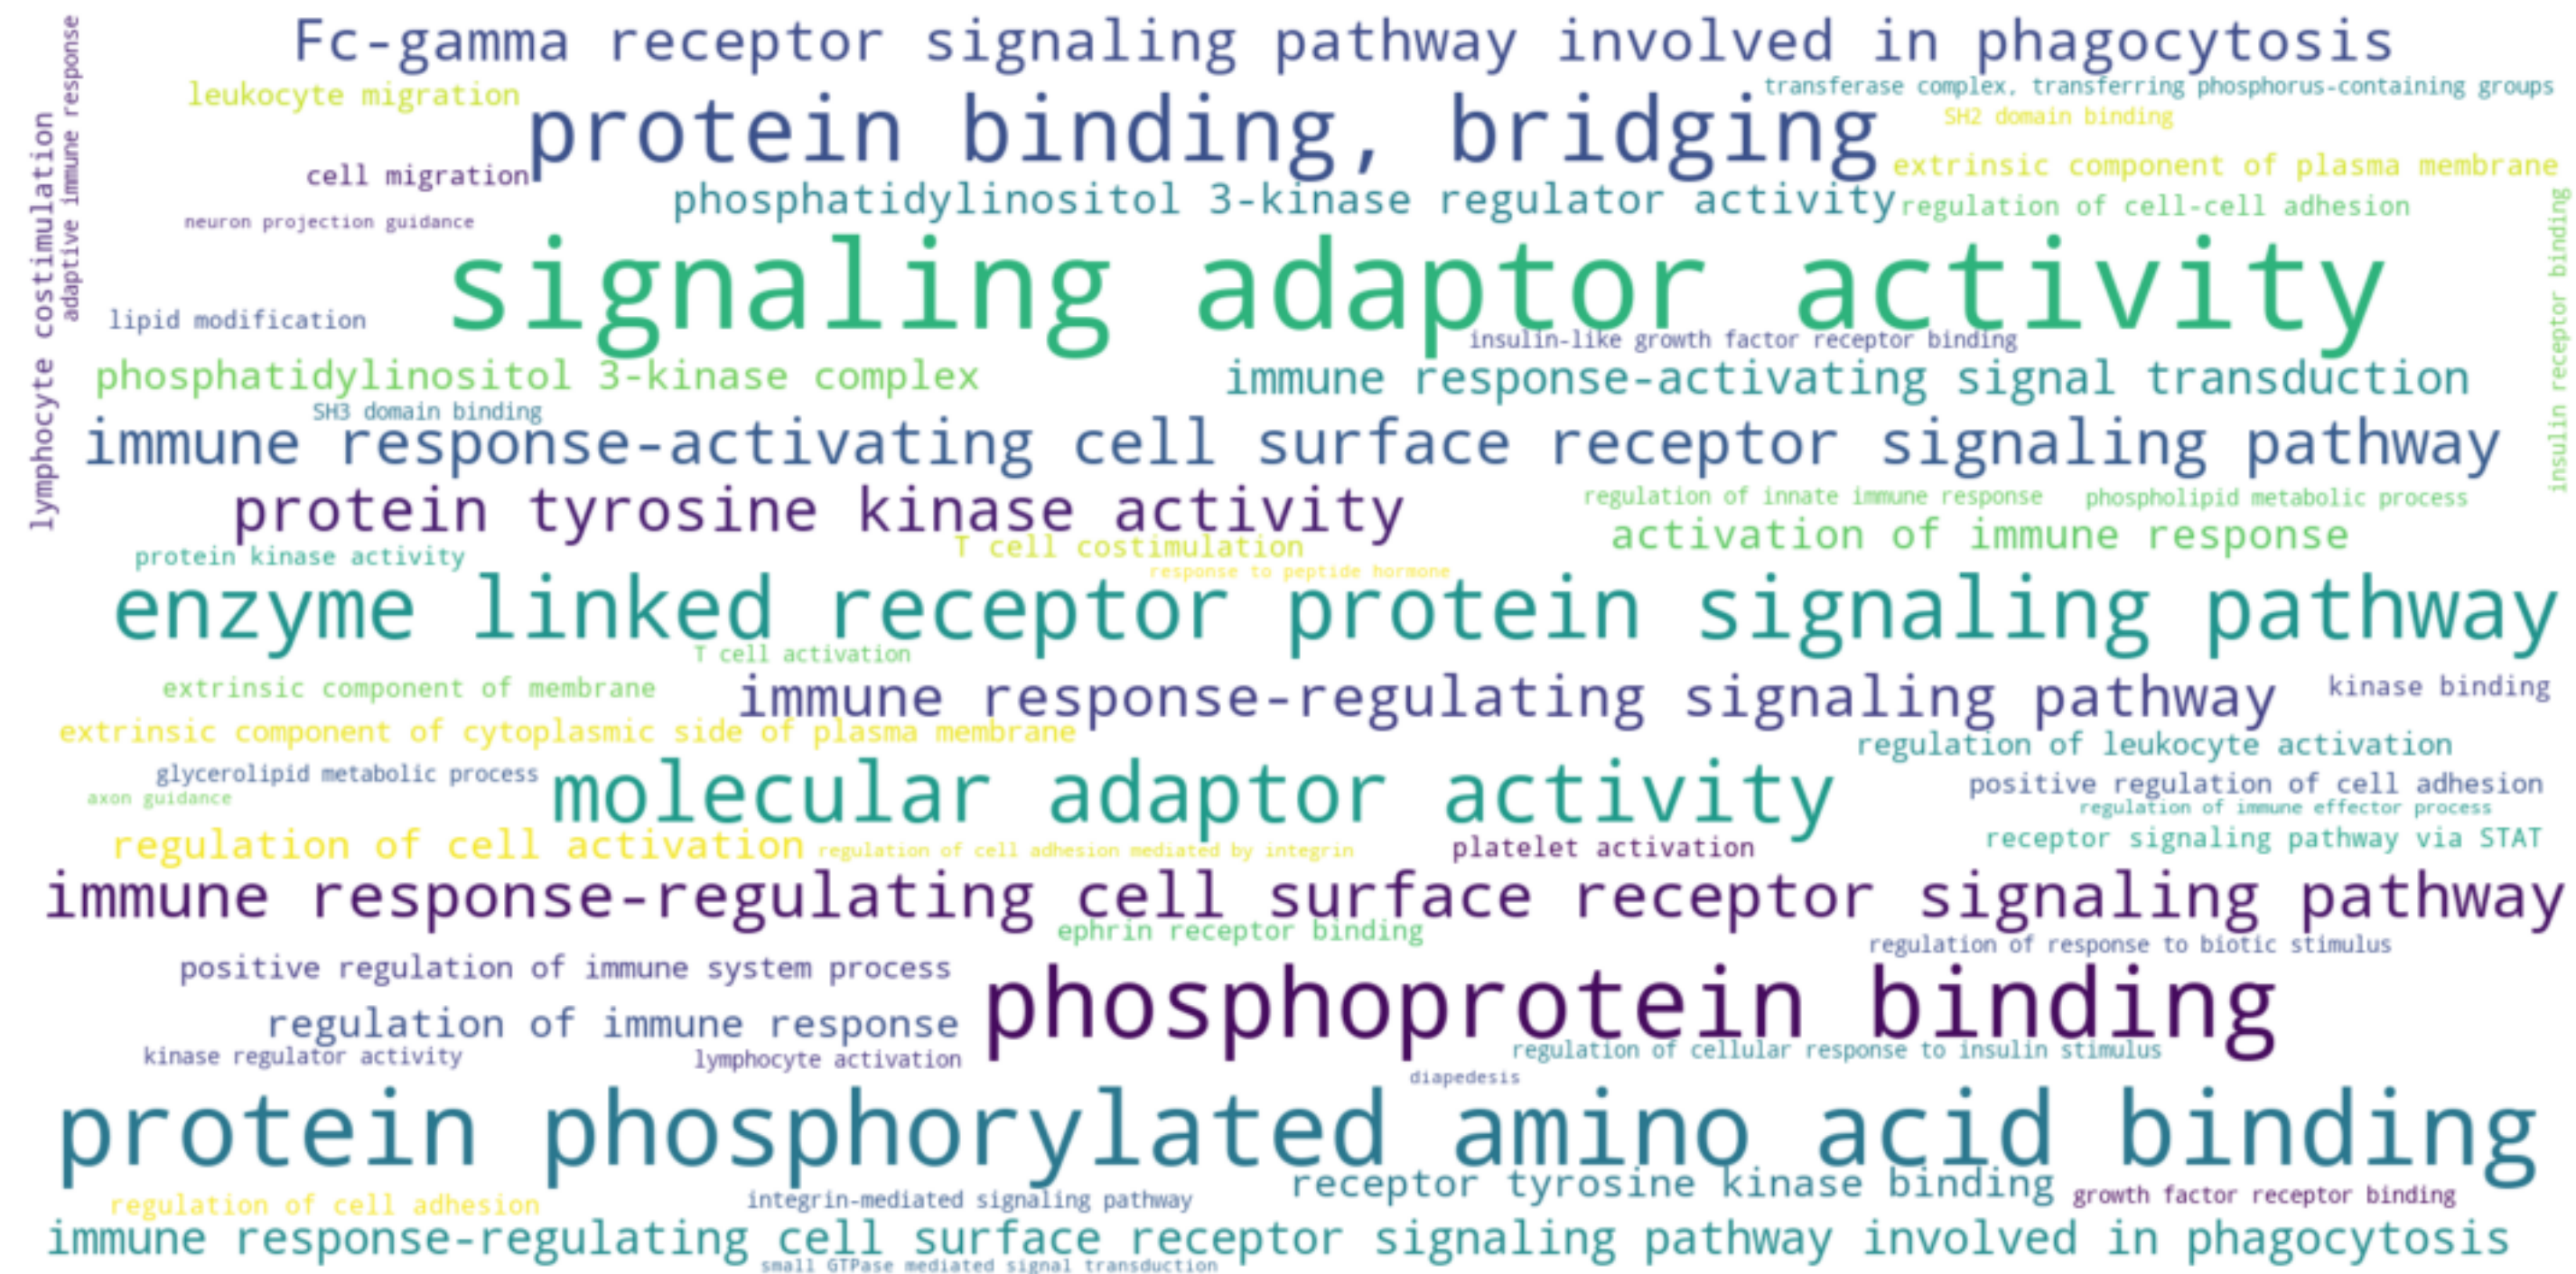 Fc-gamma receptor signaling pathway involved in phagocytosis
adaptive immune response
lymphocyte costimulation
leukocyte migration
transferase complex, transferring phosphorus-containing groups
protein binding, bridging
SH2 domain binding
cell migration
extrinsic component of plasma membrane
phosphatidylinositol 3-kinase regulator activity
regulation of cell-cell adhesion
neuron projection guidance
insulin receptor binding
signaling adaptor activity
lipid modification
insulin-like growth factor receptor binding
phosphatidylinositol 3-kinase complex
immune response-activating signal transduction
SH3 domain binding
immune response-activating cell surface receptor signaling pathway
protein tyrosine kinase activity
regulation of innate immune response
phospholipid metabolic process
activation of immune response
T cell costimulation
protein kinase activity
response to peptide hormone
enzyme linked receptor protein signaling pathway
T cell activation
extrinsic component of membrane
immune response-regulating signaling pathway
kinase binding
extrinsic component of cytoplasmic side of plasma membrane
regulation of leukocyte activation
glycerolipid metabolic process
molecular adaptor activity
positive regulation of cell adhesion
axon guidance
regulation of immune effector process
regulation of cell activation
regulation of cell adhesion mediated by integrin
platelet activation
receptor signaling pathway via STAT
immune response-regulating cell surface receptor signaling pathway
ephrin receptor binding
regulation of response to biotic stimulus
positive regulation of immune system process
phosphoprotein binding
regulation of immune response
kinase regulator activity
lymphocyte activation
regulation of cellular response to insulin stimulus
diapedesis
protein phosphorylated amino acid binding
receptor tyrosine kinase binding
regulation of cell adhesion
integrin-mediated signaling pathway
growth factor receptor binding
immune response-regulating cell surface receptor signaling pathway involved in phagocytosis
small GTPase mediated signal transduction